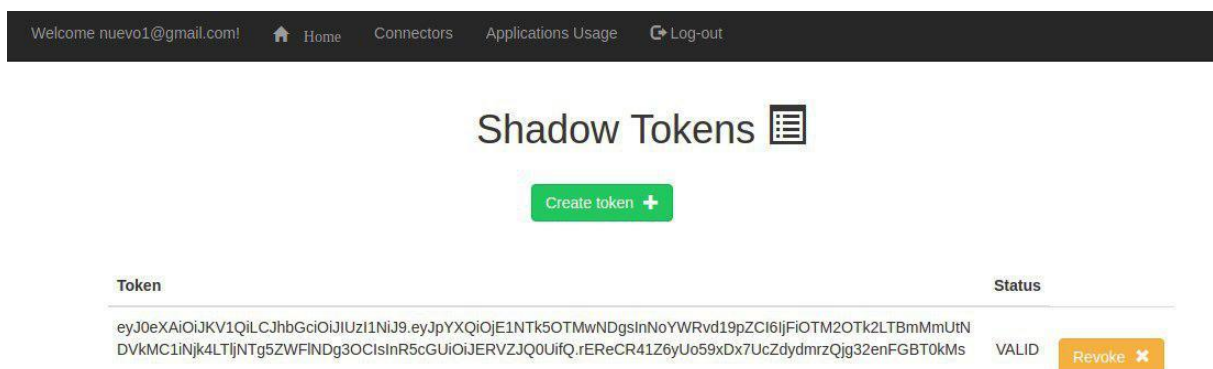 Welcome nuevo1@gmail.com! Home Connectors Applications Usage Log-out
Shadow Tokens
Create token
Token Status
eyJ0eXAiOiJKV1QiLCJhbGciOiJIUzI1NiJ9.eyJpYXQiOjE1NTk5OTMwNDgsInNoYWRvd19pZCI6IjFiOTM2OTk2LTBmMmUtN
DVkMC1iNjk4LTljNTg5ZWFlNDg3OCIsInR5cGUiOiJERVZJQ0UifQ.rEReCR41Z6yUo59xDx7UcZdydmrzQjg32enFGBT0kMs VALID Revoke